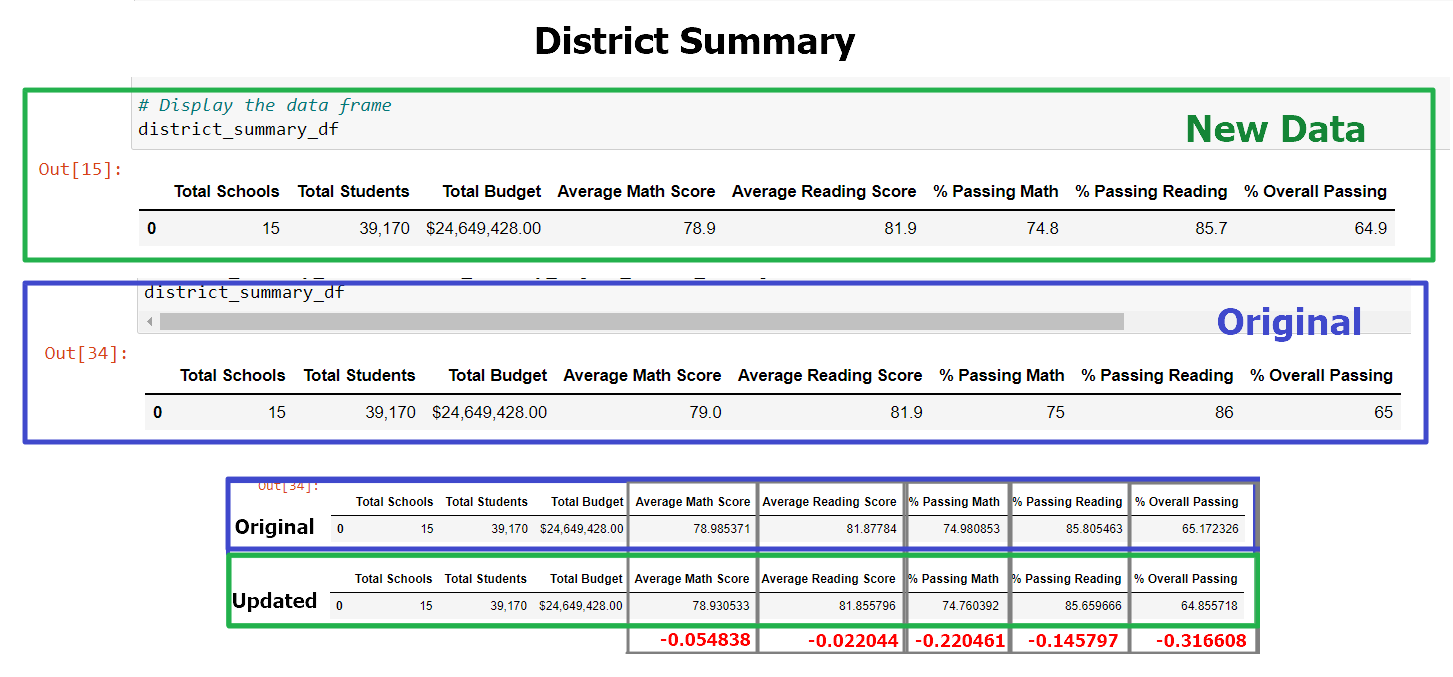 District Summary
# Display the data frame
district_summary_df
New Data
Out[15]:
Total Schools Total Students Total Budget Average Math Score Average Reading Score % Passing Math % Passing Reading % Overall Passing
0 15 39,170 $24,649,428.00 78.9 81.9 74.8 85.7 64.9
district_summary_df
Original
Out[34]:
Total Schools Total Students Total Budget Average Math Score Average Reading Score % Passing Math % Passing Reading % Overall Passing
0 15 39,170 $24,649,428.00 79.0 81.9 75 86 65
Out[34]:
Total Schools Total Students Total Budget Average Math Score Average Reading Score % Passing Math % Passing Reading % Overall Passing
Original 0 15 39,170 $24,649,428.00 78.985371 81.87784 74.980853 85.805463 65.172326
Total Schools Total Students Total Budget Average Math Score Average Reading Score % Passing Math % Passing Reading % Overall Passing
Updated 0 15 39,170 $24,649,428.00 78.930533 81.855796 74.760392 85.659666 64.855718
-0.054838 -0.022044 -0.220461 -0.145797 -0.316608